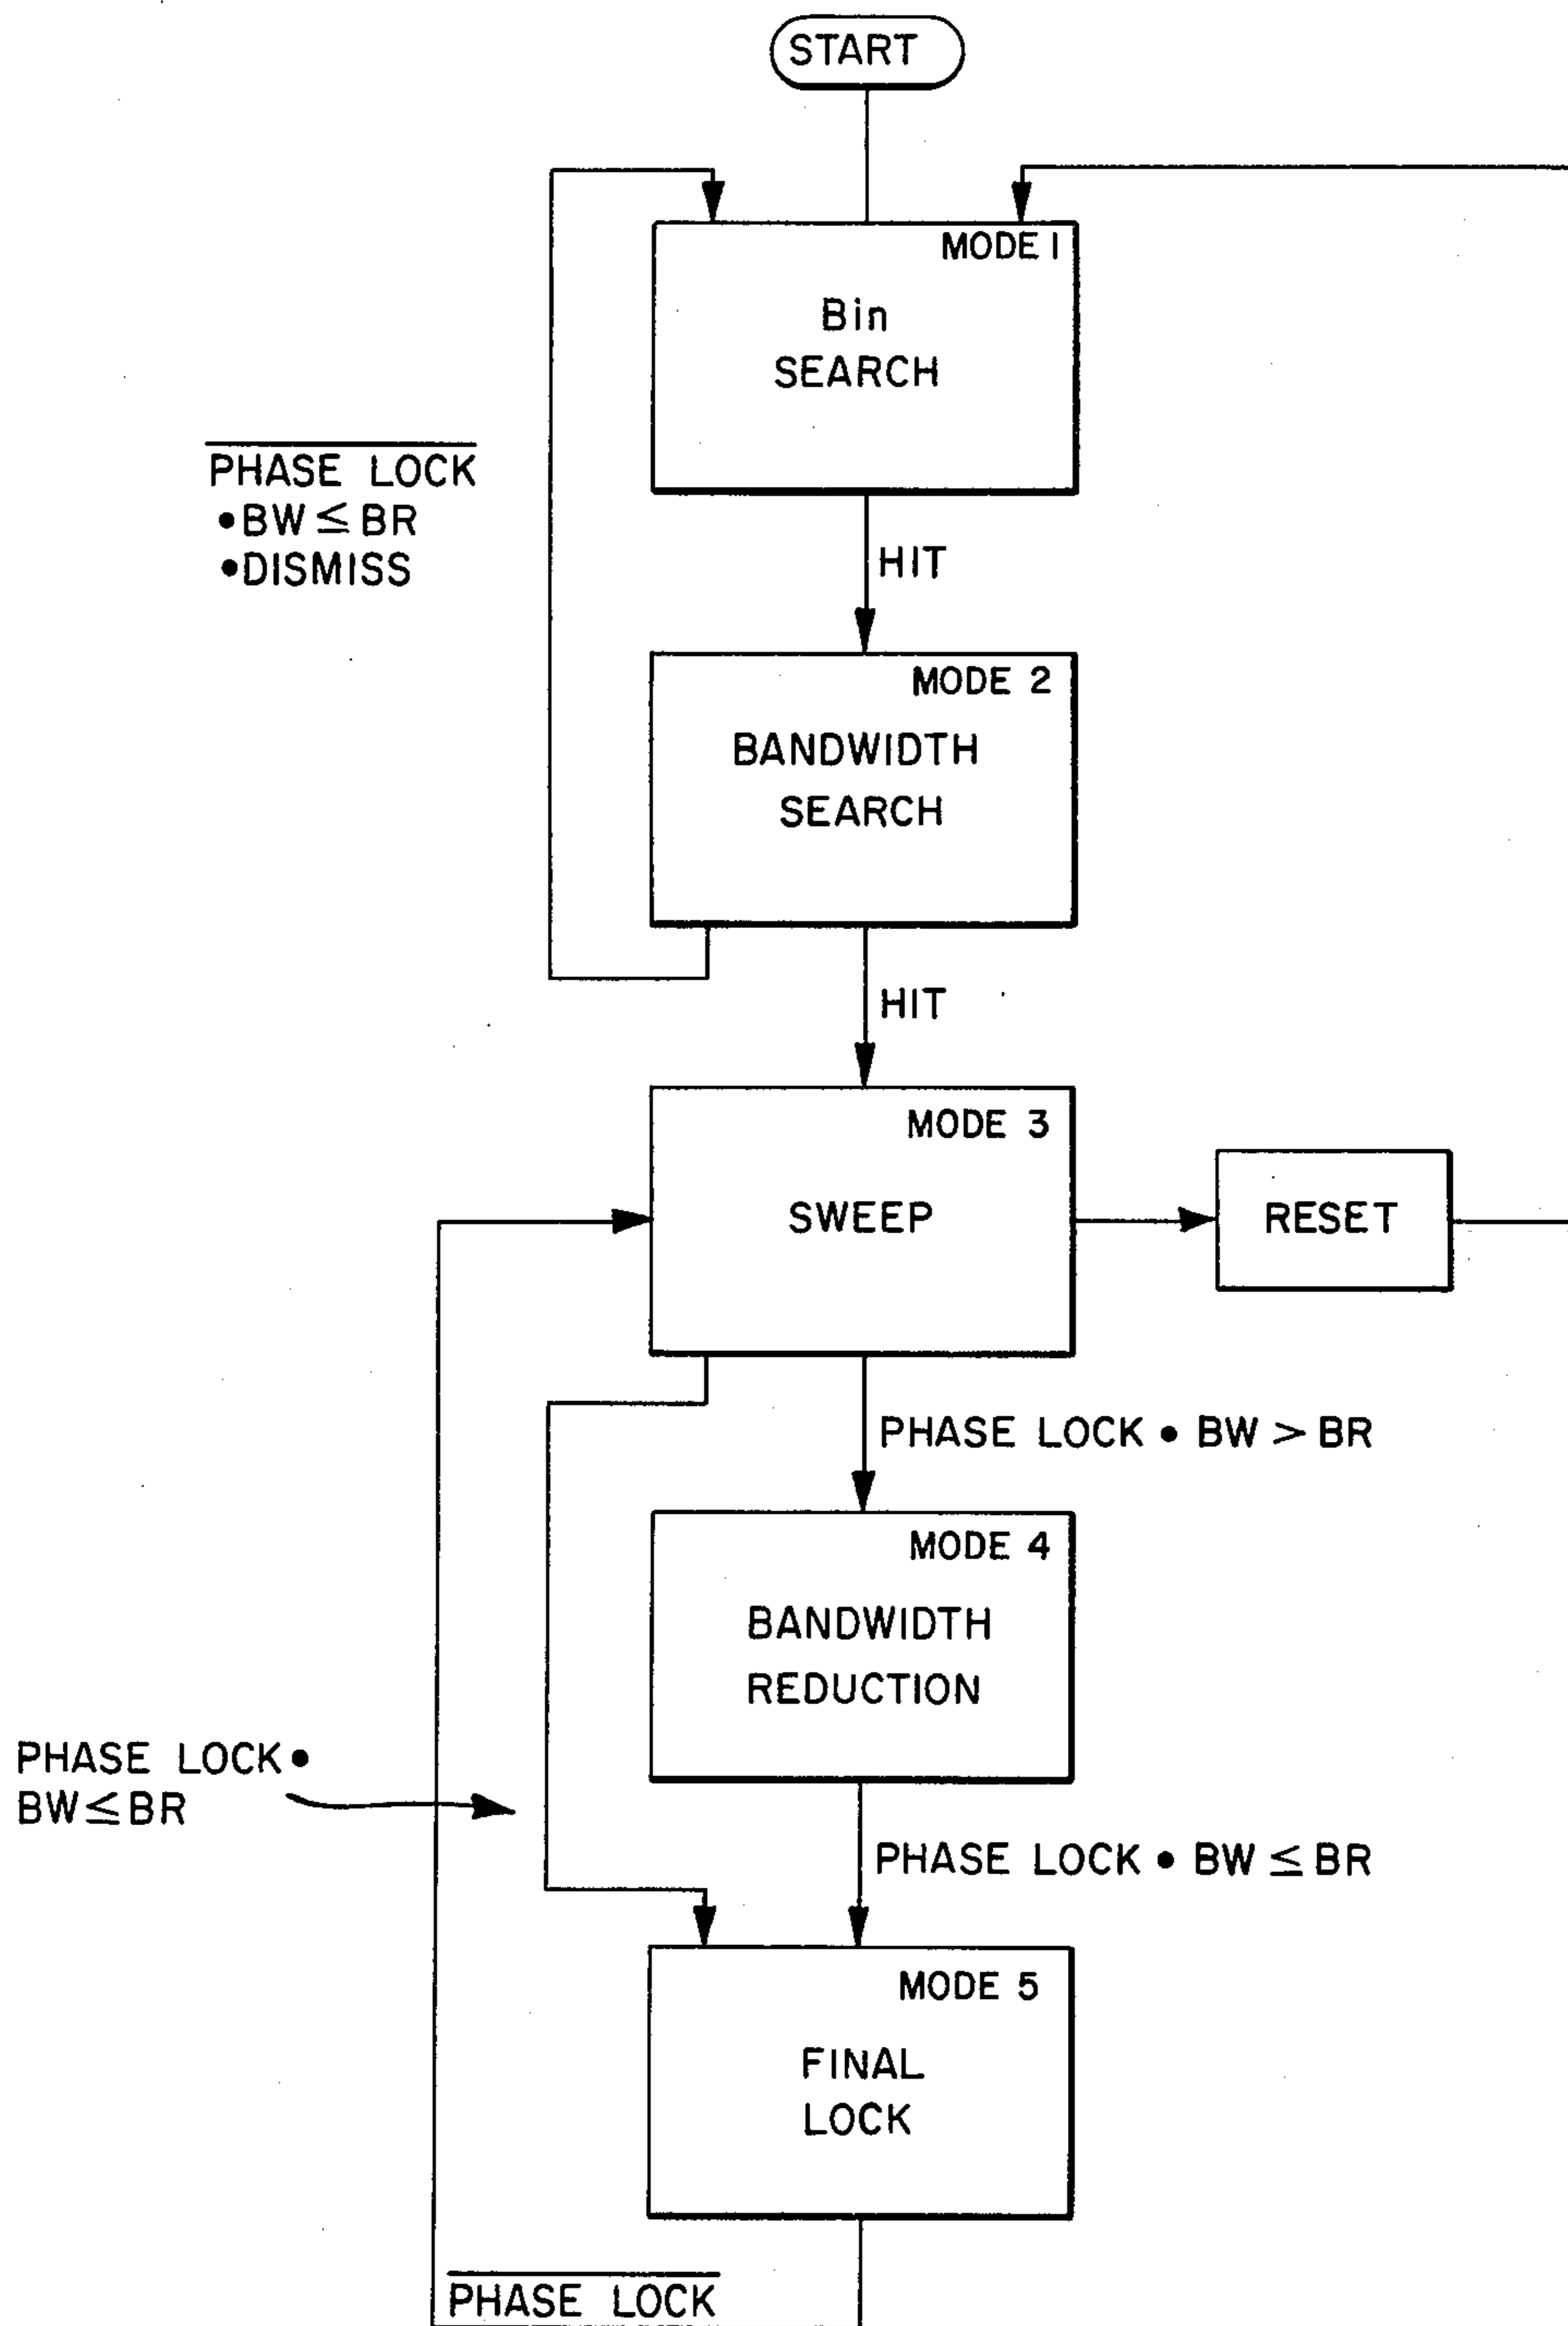 START
MODE 1
Bin
SEARCH
PHASE LOCK
•BW ≤ BR
•DISMISS
HIT
MODE 2
BANDWIDTH
SEARCH
HIT
MODE 3
SWEEP
RESET
PHASE LOCK • BW > BR
MODE 4
BANDWIDTH
REDUCTION
PHASE LOCK •
BW ≤ BR
PHASE LOCK • BW ≤ BR
MODE 5
FINAL
LOCK
PHASE LOCK